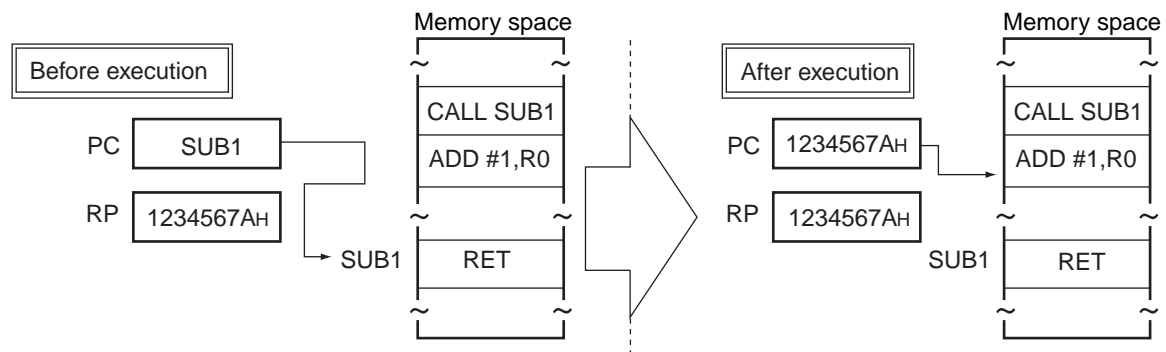 Memory space
Before execution
CALL SUB1
PC SUB1
ADD #1,R0
RP 1234567AH
SUB1 RET
Memory space
After execution
CALL SUB1
PC 1234567AH
ADD #1,R0
RP 1234567AH
SUB1 RET